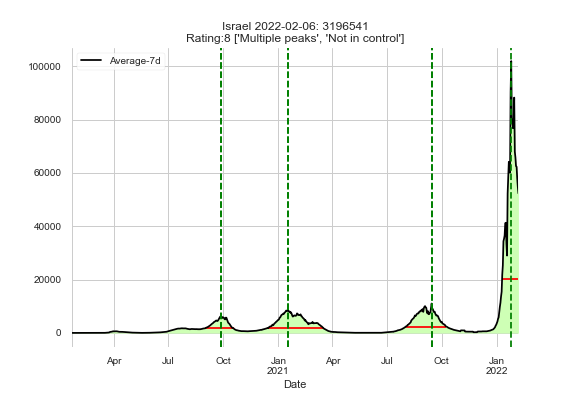 Israel 2022-02-06: 3196541
Rating:8 ['Multiple peaks', 'Not in control']
Average-7d
100000
80000
60000
40000
20000
0
Apr Jul Oct Jan Apr Jul Oct Jan
2021 2022
Date